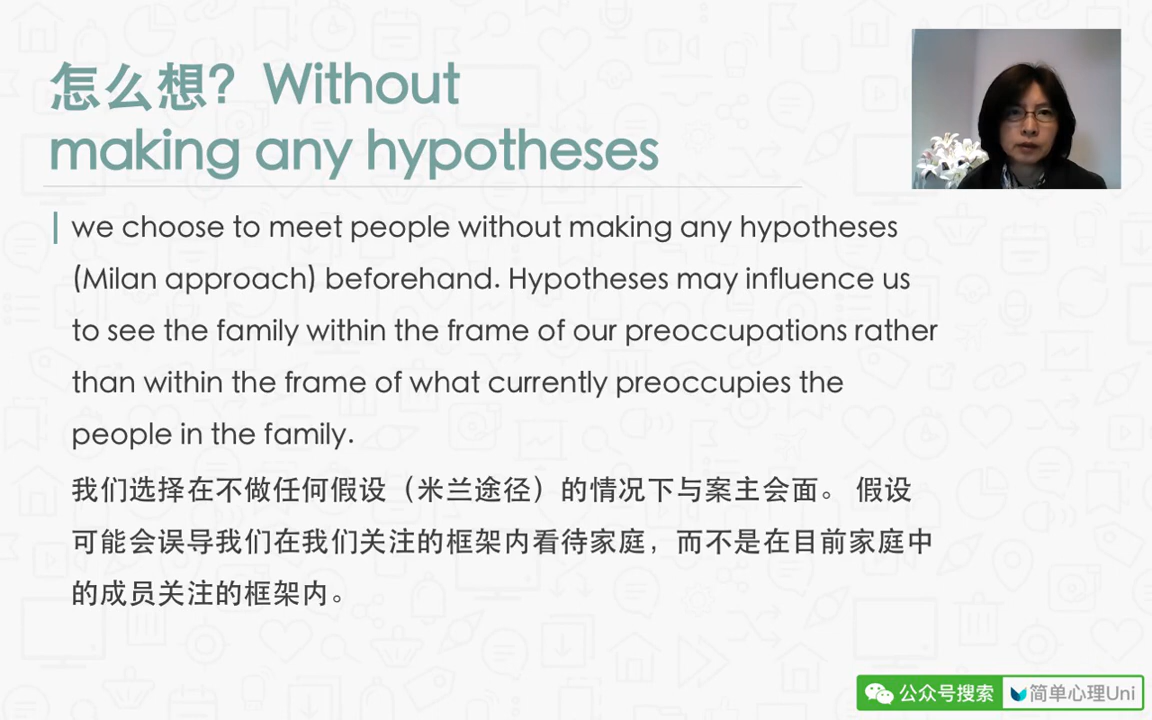 怎么想？Without
making any hypotheses
we choose to meet people without making any hypotheses
(Milan approach) beforehand. Hypotheses may influence us
to see the family within the frame of our preoccupations rather
than within the frame of what currently preoccupies the
people in the family.
我们选择在不做任何假设（米兰途径）的情况下与案主会面。 假设
可能会误导我们在我们关注的框架内看待家庭，而不是在目前家庭中
的成员关注的框架内。
公众号搜索 简单心理Uni